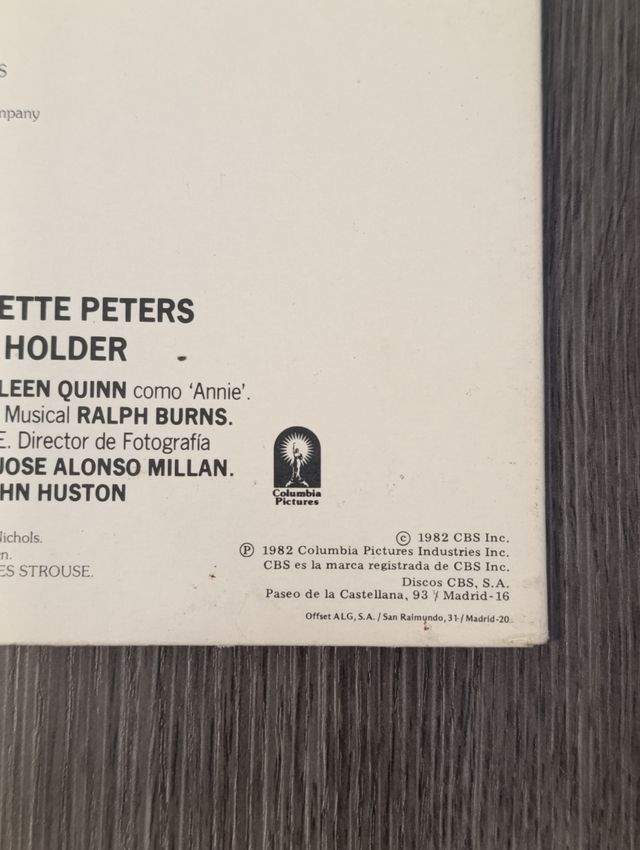 S
mpany
ETTE PETERS
HOLDER
LEEN QUINN como ‘Annie’.
Musical RALPH BURNS.
E. Director de Fotografía
JOSE ALONSO MILLAN.
HN HUSTON
Columbia
Pictures
Nichols.
n.
ES STROUSE.
© 1982 CBS Inc.
℗ 1982 Columbia Pictures Industries Inc.
CBS es la marca registrada de CBS Inc.
Discos CBS, S.A.
Paseo de la Castellana, 93 / Madrid-16
Offset ALG, S.A. / San Raimundo, 31 / Madrid-20